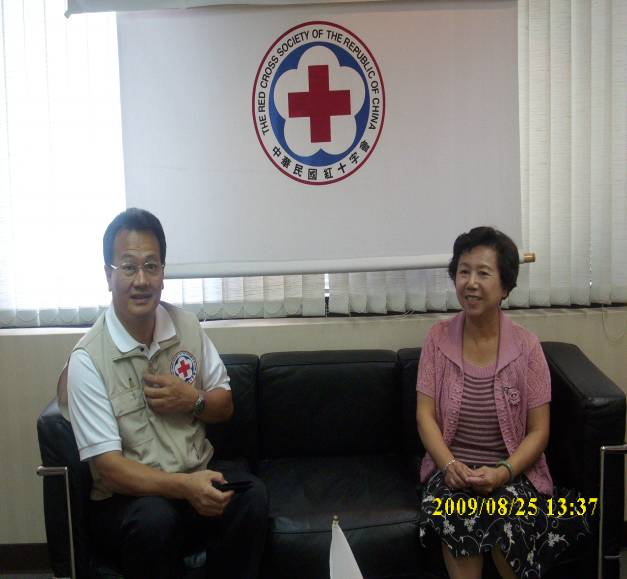 THE RED CROSS SOCIETY OF THE REPUBLIC OF CHINA
中華民國紅十字會
2009/08/25 13:37